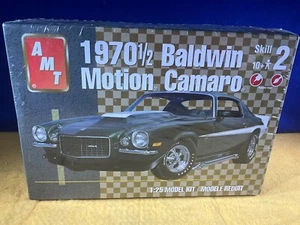 AMT
1970½ Baldwin
Motion Camaro
Skill
10+ 2
1:25 MODEL KIT / MODELE REDUIT